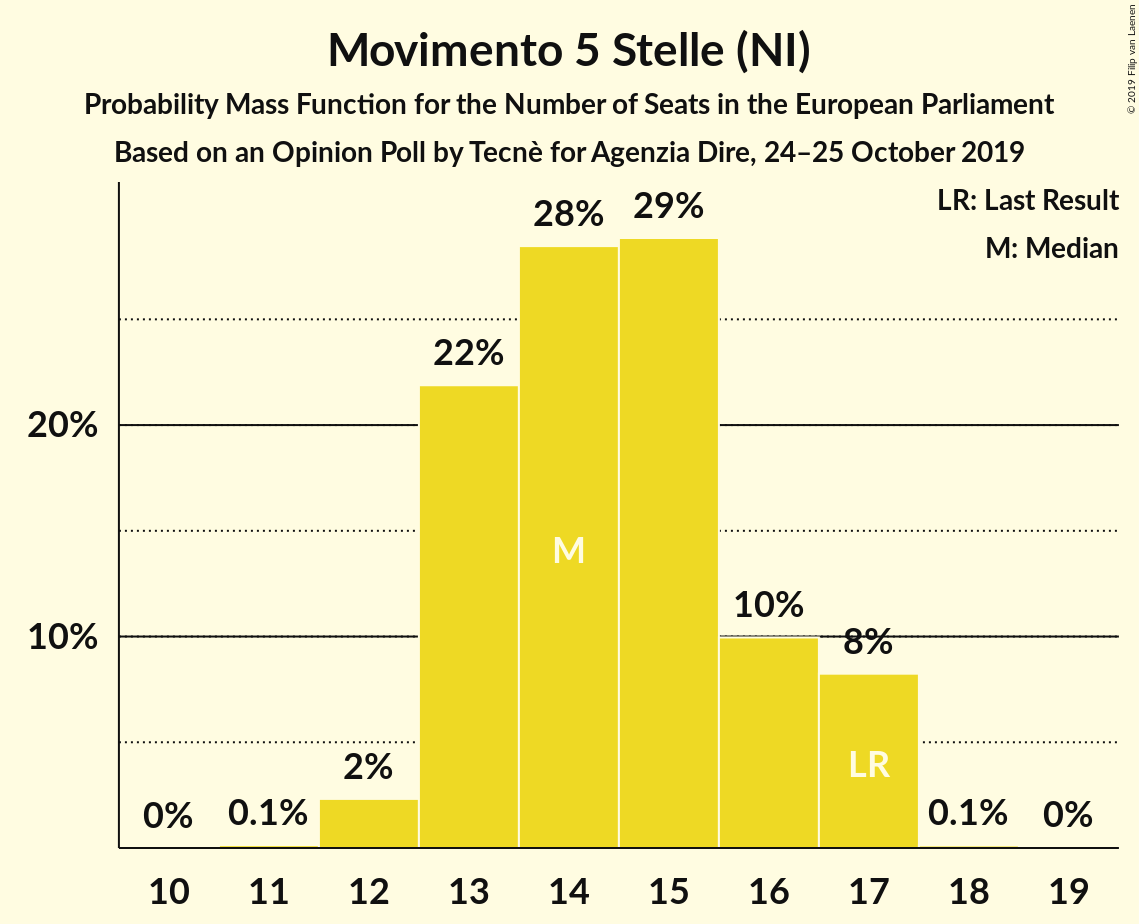 Movimento 5 Stelle (NI)
Probability Mass Function for the Number of Seats in the European Parliament
Based on an Opinion Poll by Tecnè for Agenzia Dire, 24–25 October 2019
© 2019 Filip van Laenen
LR: Last Result
M: Median
20%
10%
0%
0.1%
2%
22%
28%
29%
10%
8%
0.1%
0%
M
LR
10 11 12 13 14 15 16 17 18 19